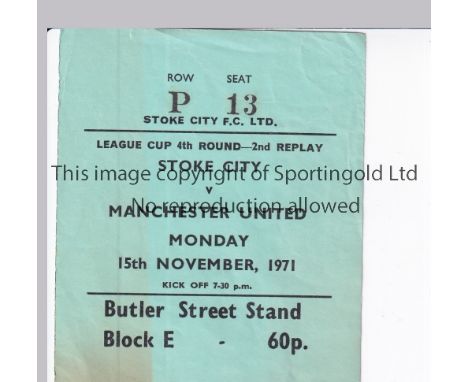 ROW SEAT
P 13
STOKE CITY F.C. LTD.
LEAGUE CUP 4th ROUND—2nd REPLAY
STOKE CITY
This image copyright of Sportingold Ltd
v
No reproduction allowed
MANCHESTER UNITED
MONDAY
15th NOVEMBER, 1971
KICK OFF 7-30 p.m.
Butler Street Stand
Block E - 60p.